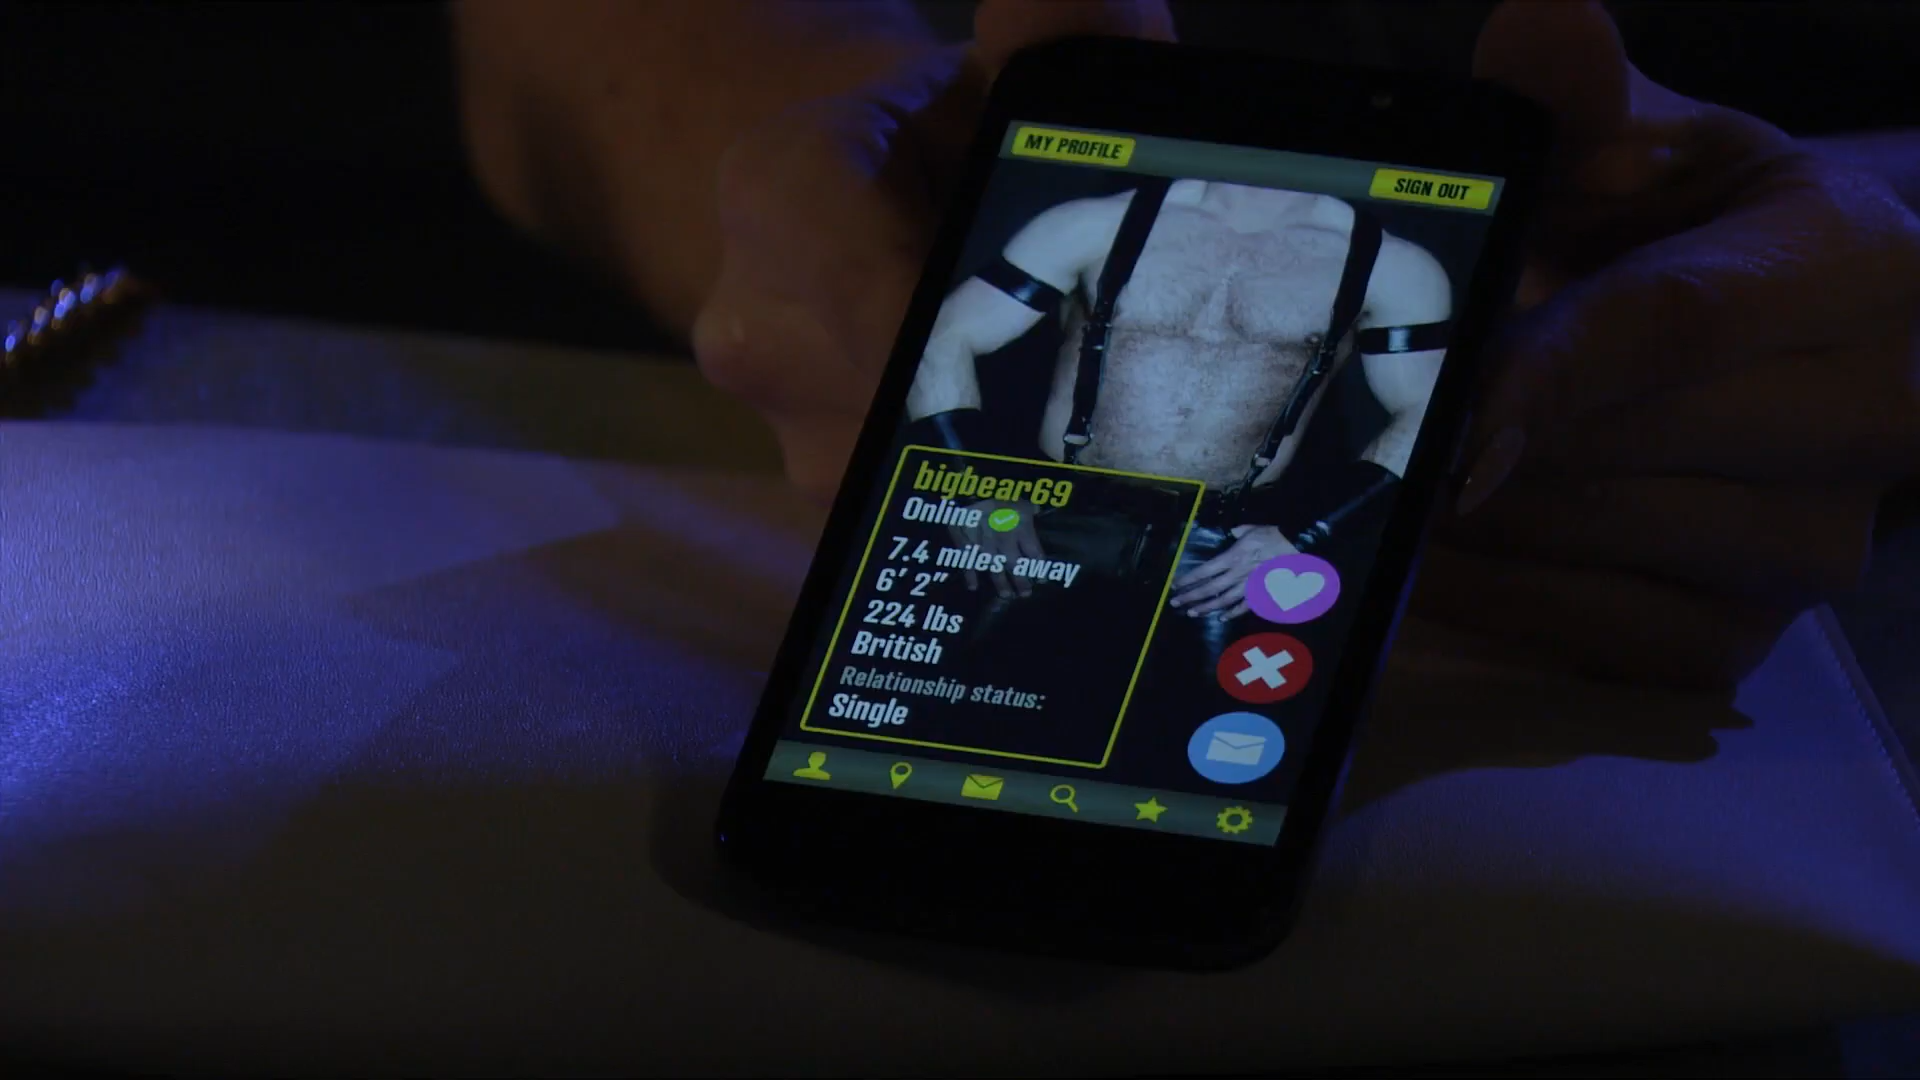 MY PROFILE
SIGN OUT
bigbear69
Online
7.4 miles away
6' 2"
224 lbs
British
Relationship status:
Single